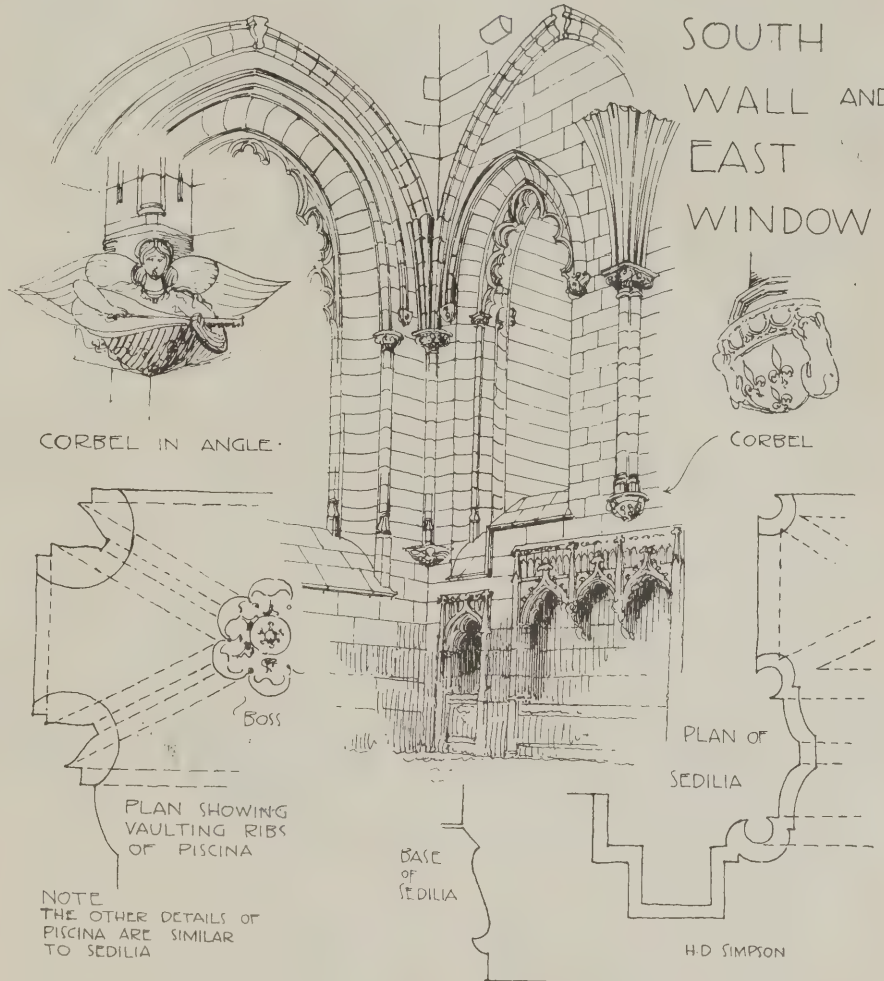 SOUTH
WALL AND
EAST
WINDOW
CORBEL IN ANGLE.
CORBEL
BOSS
PLAN SHOWING
VAULTING RIBS
OF PISCINA
PLAN OF
SEDILIA
BASE
OF
SEDILIA
NOTE
THE OTHER DETAILS OF
PISCINA ARE SIMILAR
TO SEDILIA
H.D SIMPSON